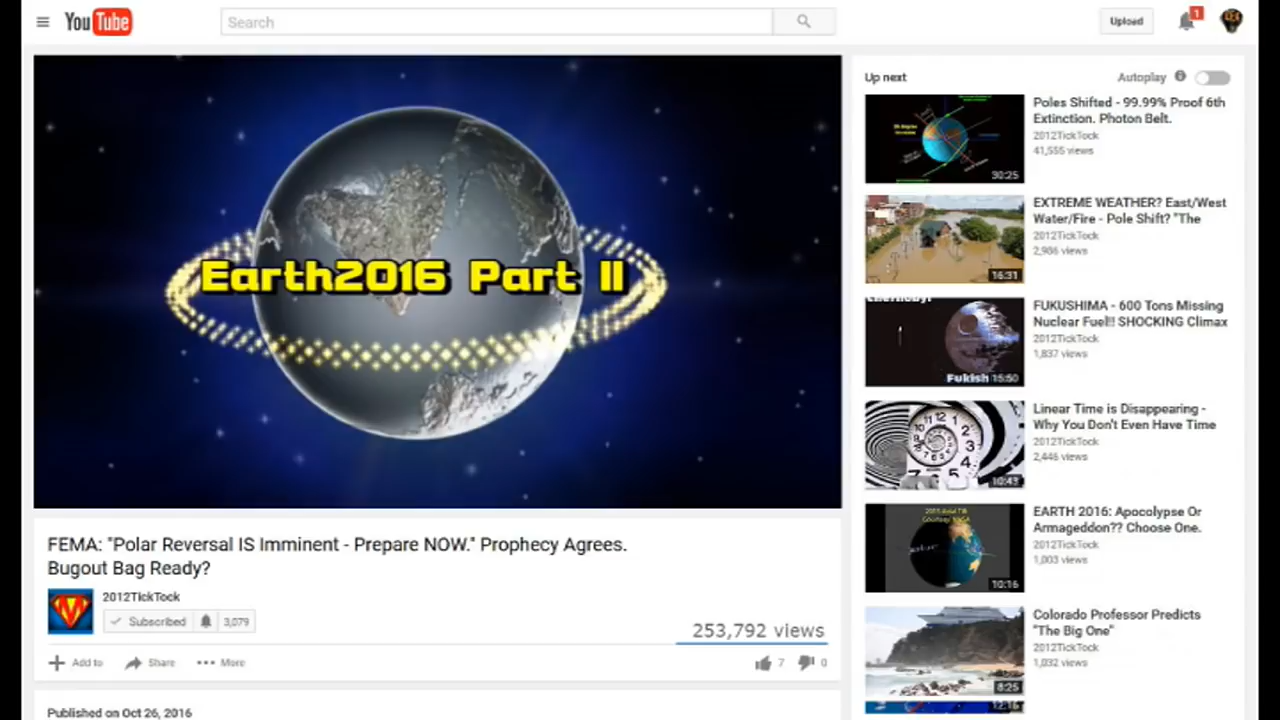 YouTube
Search
Upload
1
Earth2016 Part II
FEMA: "Polar Reversal IS Imminent - Prepare NOW." Prophecy Agrees.
Bugout Bag Ready?
2012TickTock
Subscribed 3,079
253,792 views
Add to Share More 7 0
Published on Oct 26, 2016
Up next
Autoplay
Poles Shifted - 99.99% Proof 6th
Extinction. Photon Belt.
2012TickTock
41,555 views
30:25
EXTREME WEATHER? East/West
Water/Fire - Pole Shift? "The
2012TickTock
2,986 views
16:31
FUKUSHIMA - 600 Tons Missing
Nuclear Fuel!! SHOCKING Climax
2012TickTock
1,837 views
Fukish 15:50
Linear Time is Disappearing -
Why You Don't Even Have Time
2012TickTock
2,446 views
10:43
EARTH 2016: Apocolypse Or
Armageddon?? Choose One.
2012TickTock
1,003 views
10:16
Colorado Professor Predicts
"The Big One"
2012TickTock
1,032 views
8:25
12:16